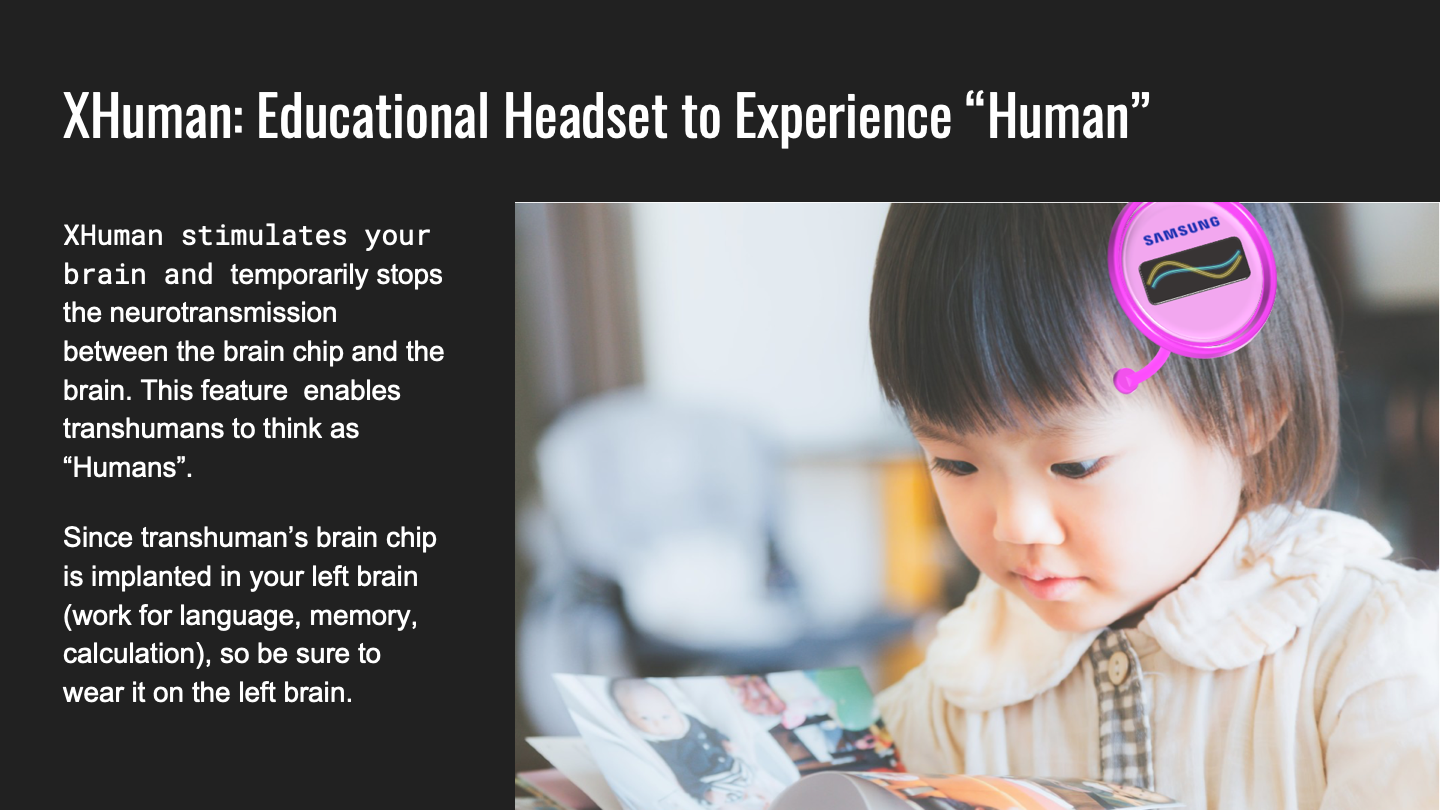 XHuman: Educational Headset to Experience “Human”
XHuman stimulates your
brain and temporarily stops
the neurotransmission
between the brain chip and the
brain. This feature  enables
transhumans to think as
“Humans”.
Since transhuman’s brain chip
is implanted in your left brain
(work for language, memory,
calculation), so be sure to
wear it on the left brain.
SAMSUNG